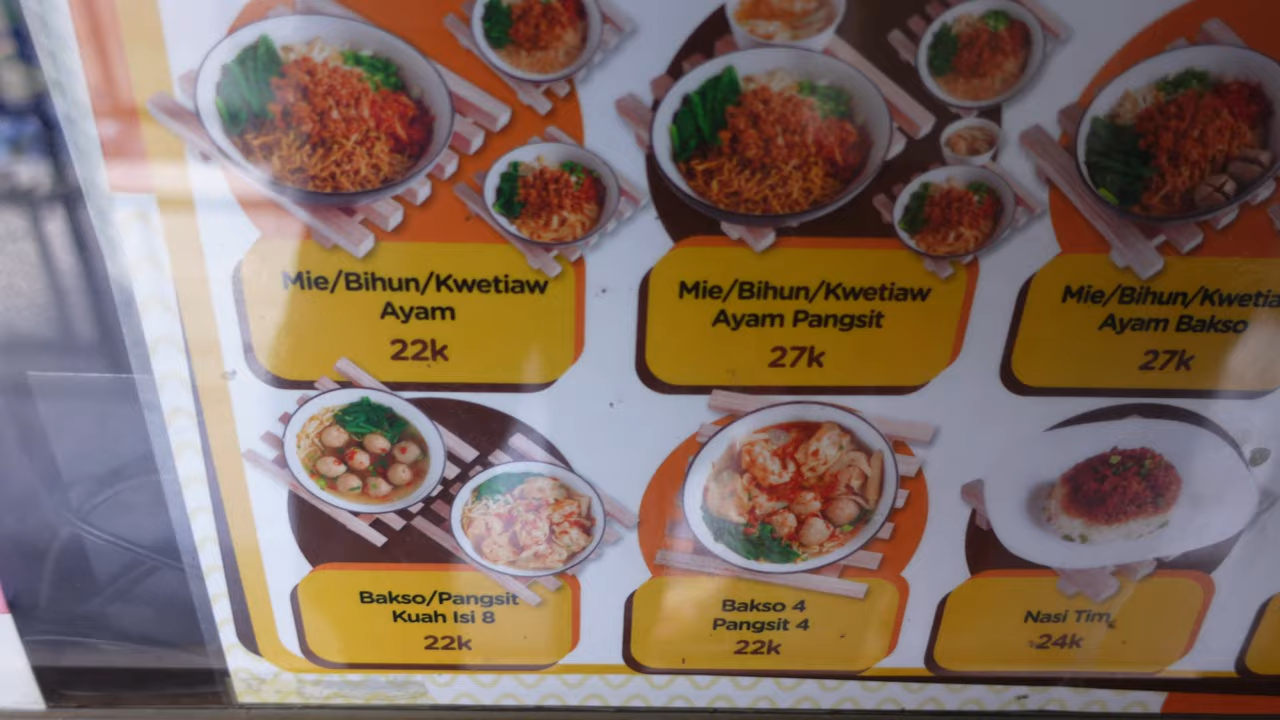 Mie/Bihun/Kwetiaw
Ayam
22k
Mie/Bihun/Kwetiaw
Ayam Pangsit
27k
Mie/Bihun/Kwetia
Ayam Bakso
27k
Bakso/Pangsit
Kuah Isi 8
22k
Bakso 4
Pangsit 4
22k
Nasi Tim
24k